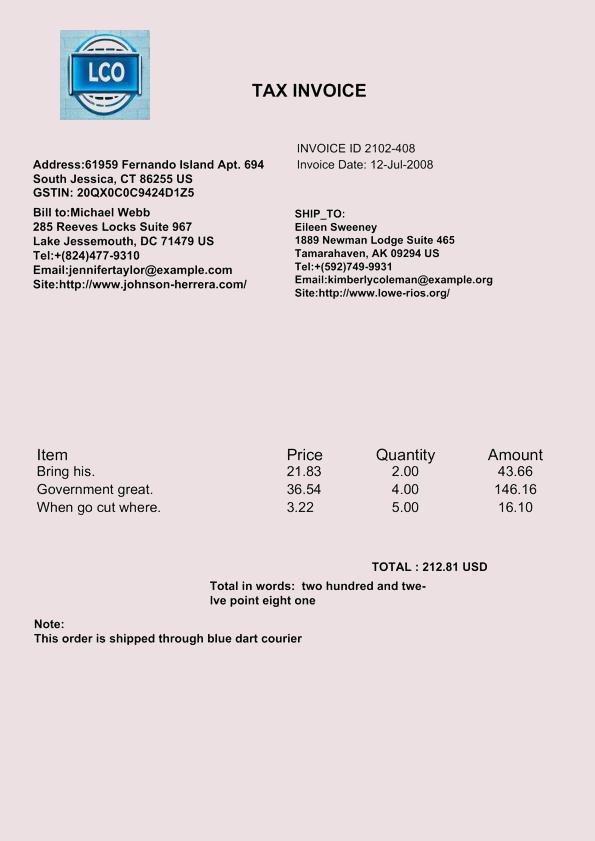 LCO
TAX INVOICE
INVOICE ID 2102-408
Invoice Date: 12-Jul-2008
Address:61959 Fernando Island Apt. 694
South Jessica, CT 86255 US
GSTIN: 20QX0C0C9424D1Z5
Bill to:Michael Webb
285 Reeves Locks Suite 967
Lake Jessemouth, DC 71479 US
Tel:+(824)477-9310
Email:jennifertaylor@example.com
Site:http://www.johnson-herrera.com/
SHIP_TO:
Eileen Sweeney
1889 Newman Lodge Suite 465
Tamarahaven, AK 09294 US
Tel:+(592)749-9931
Email:kimberlycoleman@example.org
Site:http://www.lowe-rios.org/
Item Price Quantity Amount
Bring his. 21.83 2.00 43.66
Government great. 36.54 4.00 146.16
When go cut where. 3.22 5.00 16.10
TOTAL : 212.81 USD
Total in words: two hundred and twe-
lve point eight one
Note:
This order is shipped through blue dart courier